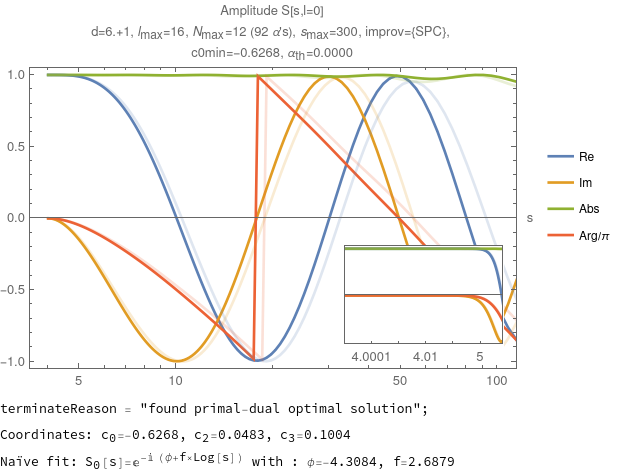 Amplitude S[s,l=0]
d=6.+1, lmax=16, Nmax=12 (92 α's), smax=300, improv={SPC},
c0min=-0.6268, αth=0.0000
1.0
0.5
0.0
-0.5
-1.0
5
10
50
100
s
Re
Im
Abs
Arg/π
4.0001
4.01
5
terminateReason = "found primal-dual optimal solution";
Coordinates: c0=-0.6268, c2=0.0483, c3=0.1004
Naïve fit: S0[s]=e^-i (ϕ+f×Log[s]) with : ϕ=-4.3084, f=2.6879